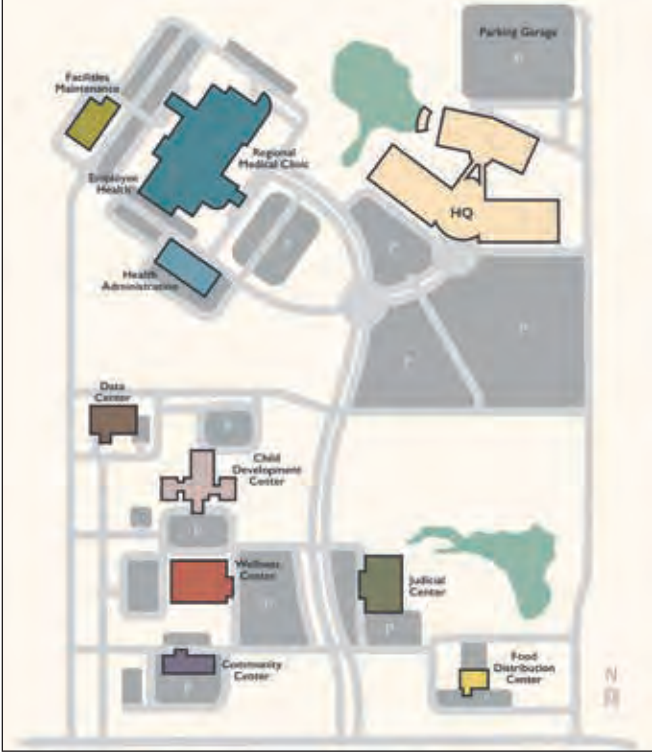 Parking Garage
P
Facilities
Maintenance
Regional
Medical Clinic
Employee
Health
HQ
P
P
Health
Administration
P
P
Data
Center
P
Child
Development
Center
P
Wellness
Center
Judicial
Center
P
P
Community
Center
P
Food
Distribution
Center
N